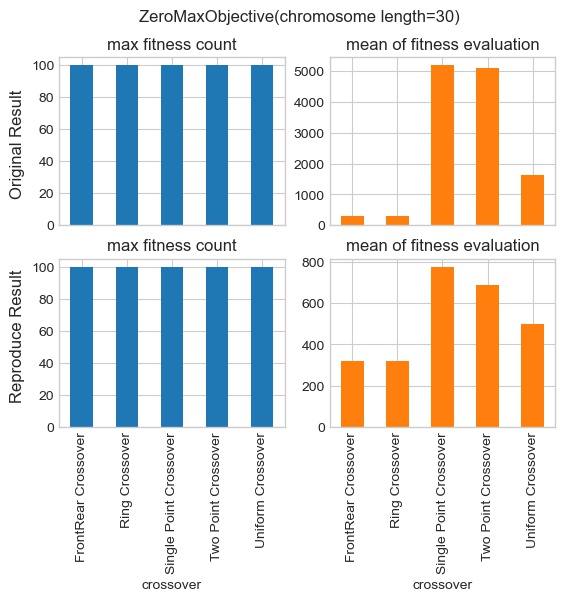 ZeroMaxObjective(chromosome length=30)
max fitness count
mean of fitness evaluation
Original Result
100
80
60
40
20
0
5000
4000
3000
2000
1000
0
max fitness count
mean of fitness evaluation
Reproduce Result
100
80
60
40
20
0
800
600
400
200
0
FrontRear Crossover
Ring Crossover
Single Point Crossover
Two Point Crossover
Uniform Crossover
FrontRear Crossover
Ring Crossover
Single Point Crossover
Two Point Crossover
Uniform Crossover
crossover
crossover